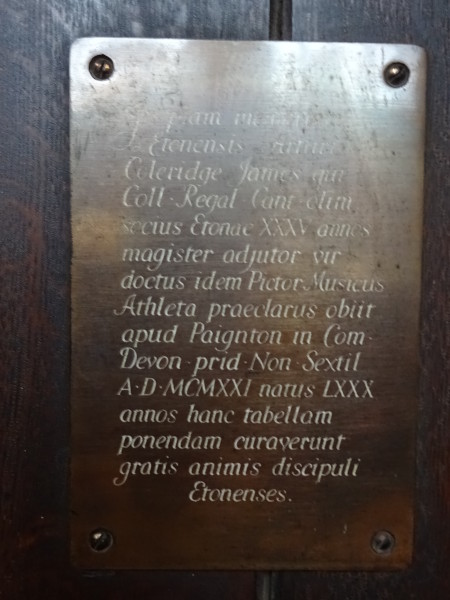 Etonensis
Coleridge James qui
Coll · Regal · Cant · olim
socius Etonae XXXV annos
magister adjutor vir
doctus idem Pictor Musicus
Athleta praeclarus obiit
apud Paignton in Com ·
Devon · prid · Non · Sextil
A · D · MCMXXI natus LXXX
annos hanc tabellam
ponendam curaverunt
gratis animis discipuli
Etonenses .